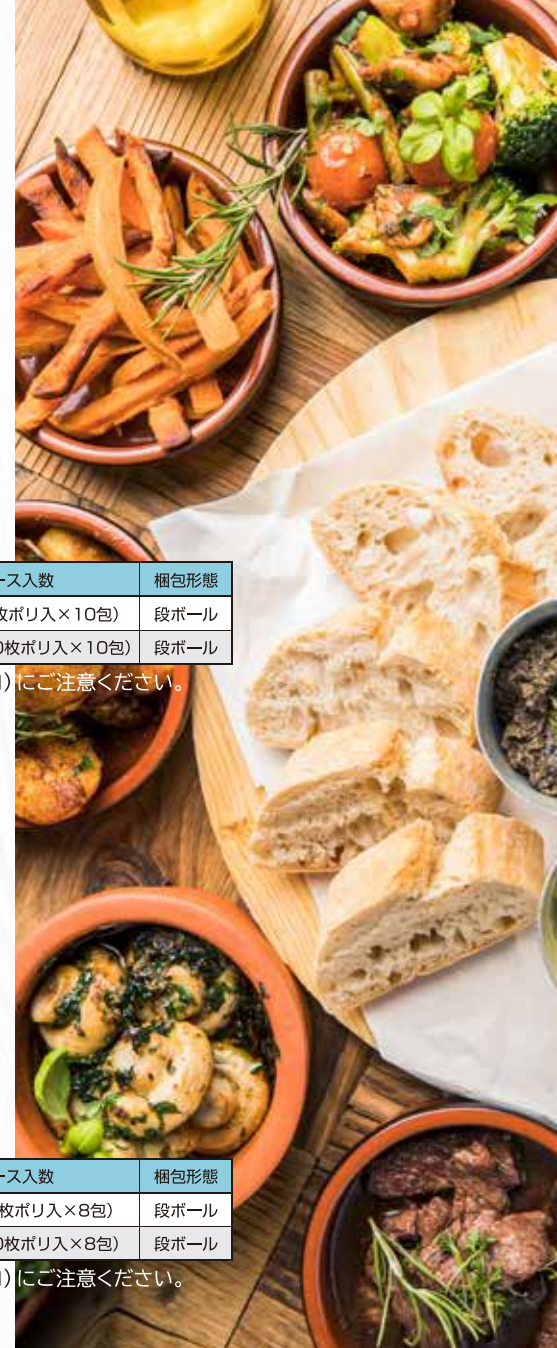 ース入数 梱包形態
枚ポリ入×10包) 段ボール
0枚ポリ入×10包) 段ボール
)にご注意ください。
ース入数 梱包形態
枚ポリ入×8包) 段ボール
0枚ポリ入×8包) 段ボール
)にご注意ください。